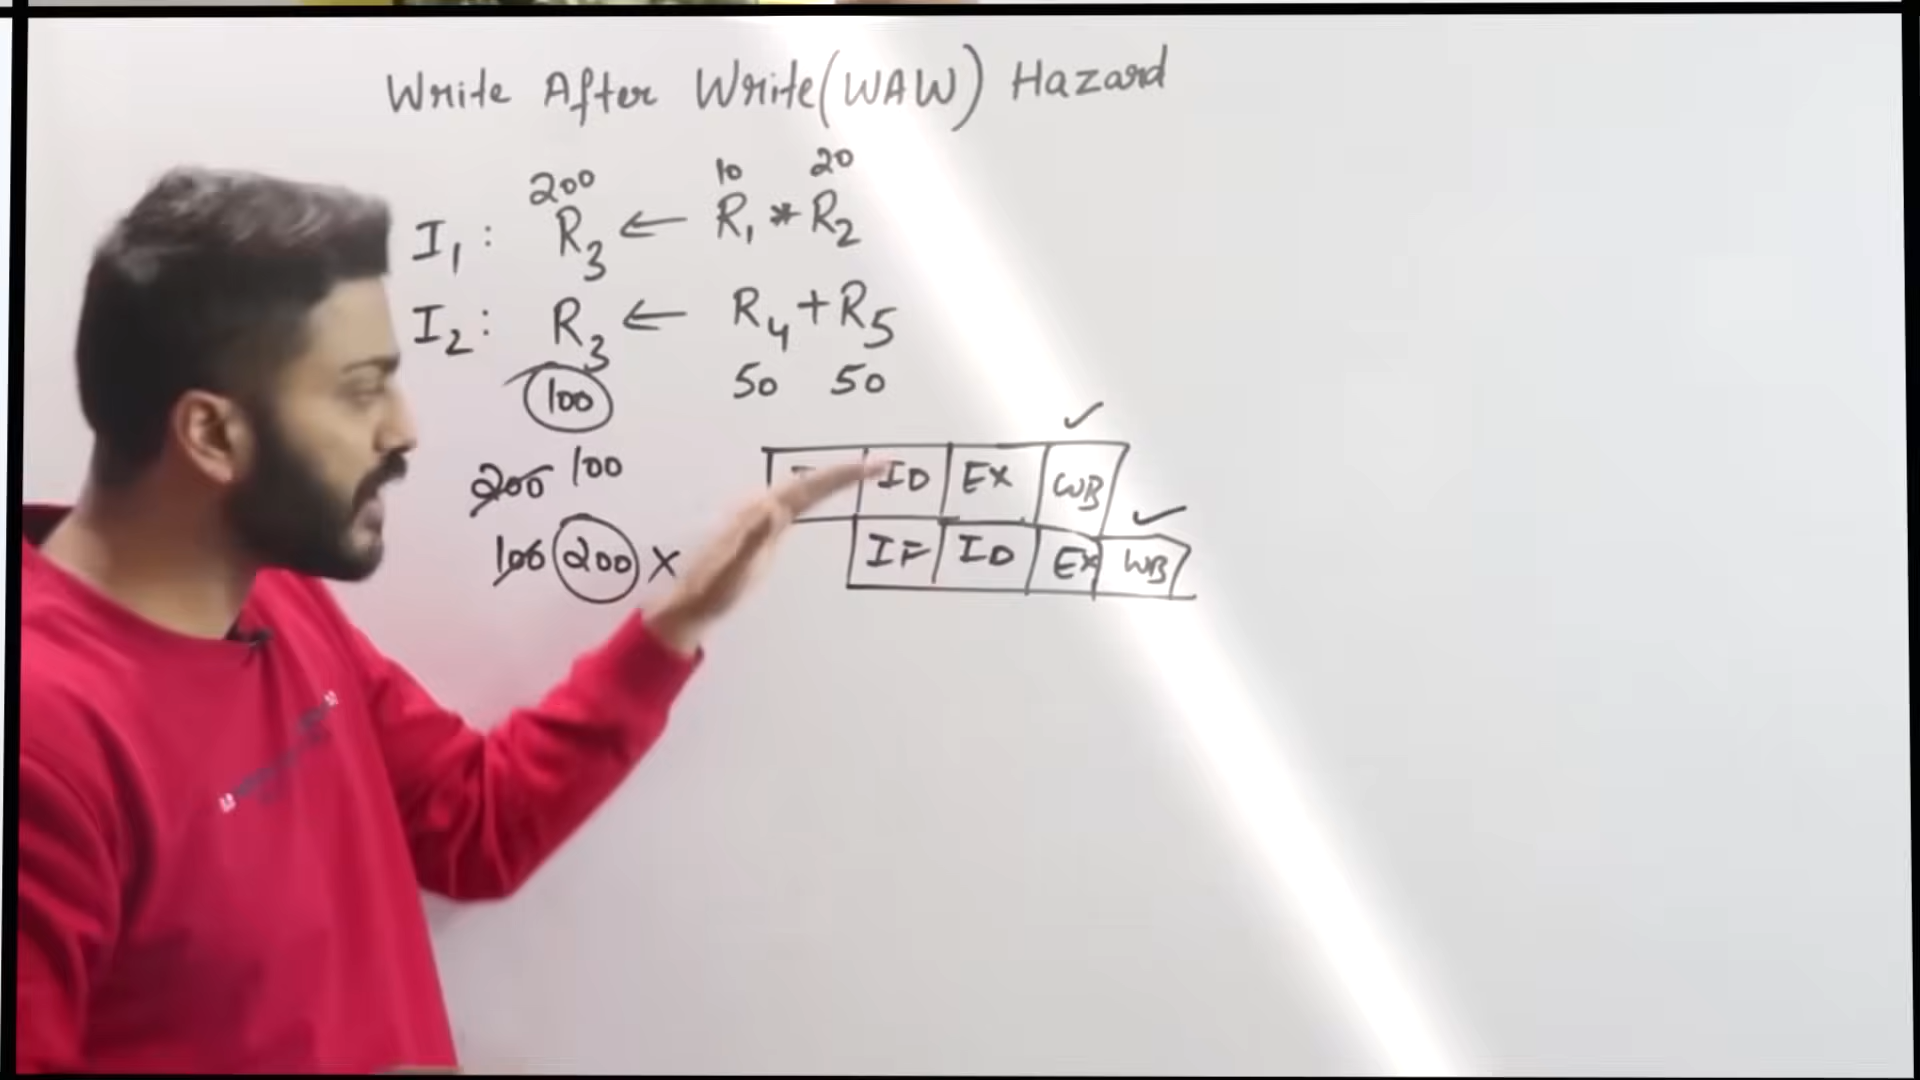 Write After Write (WAW) Hazard
200 10 20
I1 : R3 ← R1 * R2
I2 : R3 ← R4 + R5
100 50 50
200 100
100 200 X
ID EX WB
IF ID EX WB